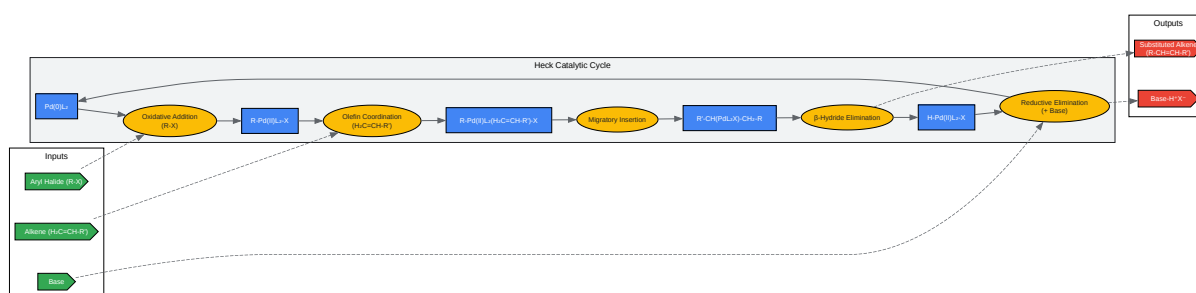 Outputs
Substituted Alkene
(R-CH=CH-R')
Heck Catalytic Cycle
Pd(0)L₂
Oxidative Addition
(R-X)
R-Pd(II)L₂-X
Olefin Coordination
(H₂C=CH-R')
R-Pd(II)L₂(H₂C=CH-R')-X
Migratory Insertion
R'-CH(PdL₂X)-CH₂-R
β-Hydride Elimination
H-Pd(II)L₂-X
Reductive Elimination
(+ Base)
Base-H⁺X⁻
Inputs
Aryl Halide (R-X)
Alkene (H₂C=CH-R')
Base